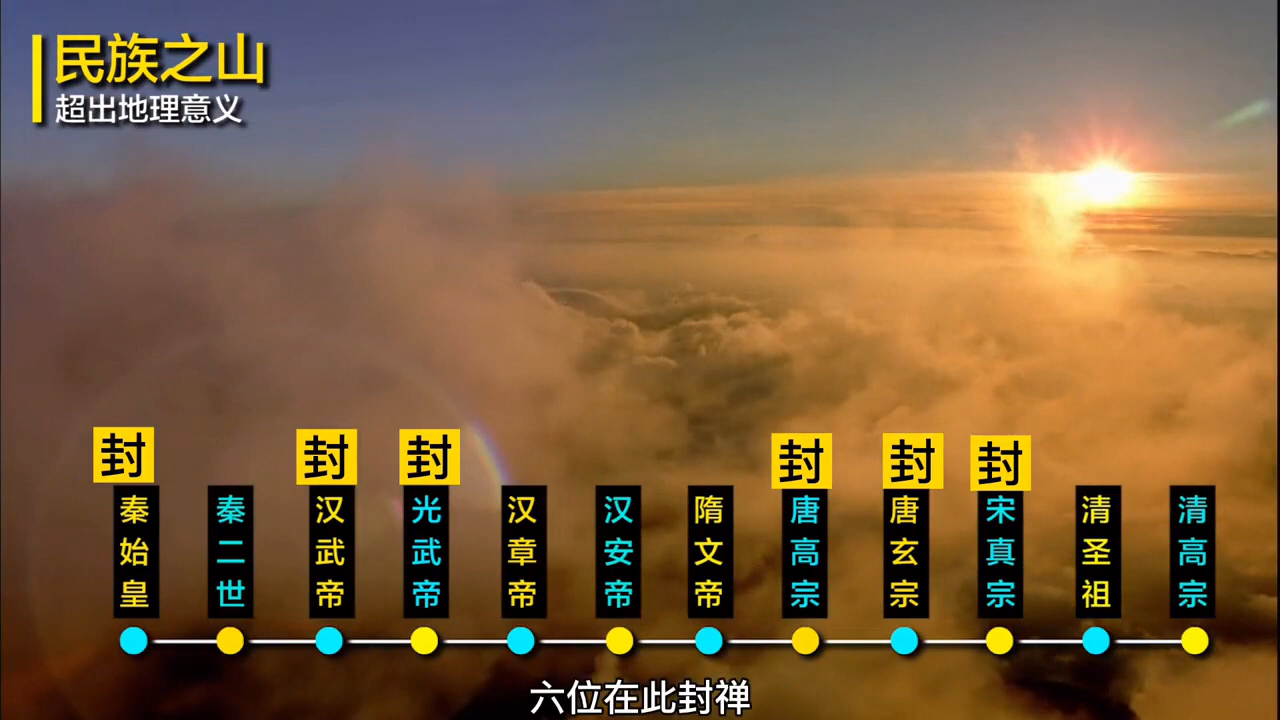 民族之山
超出地理意义
封 封 封 封 封 封
秦始皇
秦二世
汉武帝
光武帝
汉章帝
汉安帝
隋文帝
唐高宗
唐玄宗
宋真宗
清圣祖
清高宗
六位在此封禅